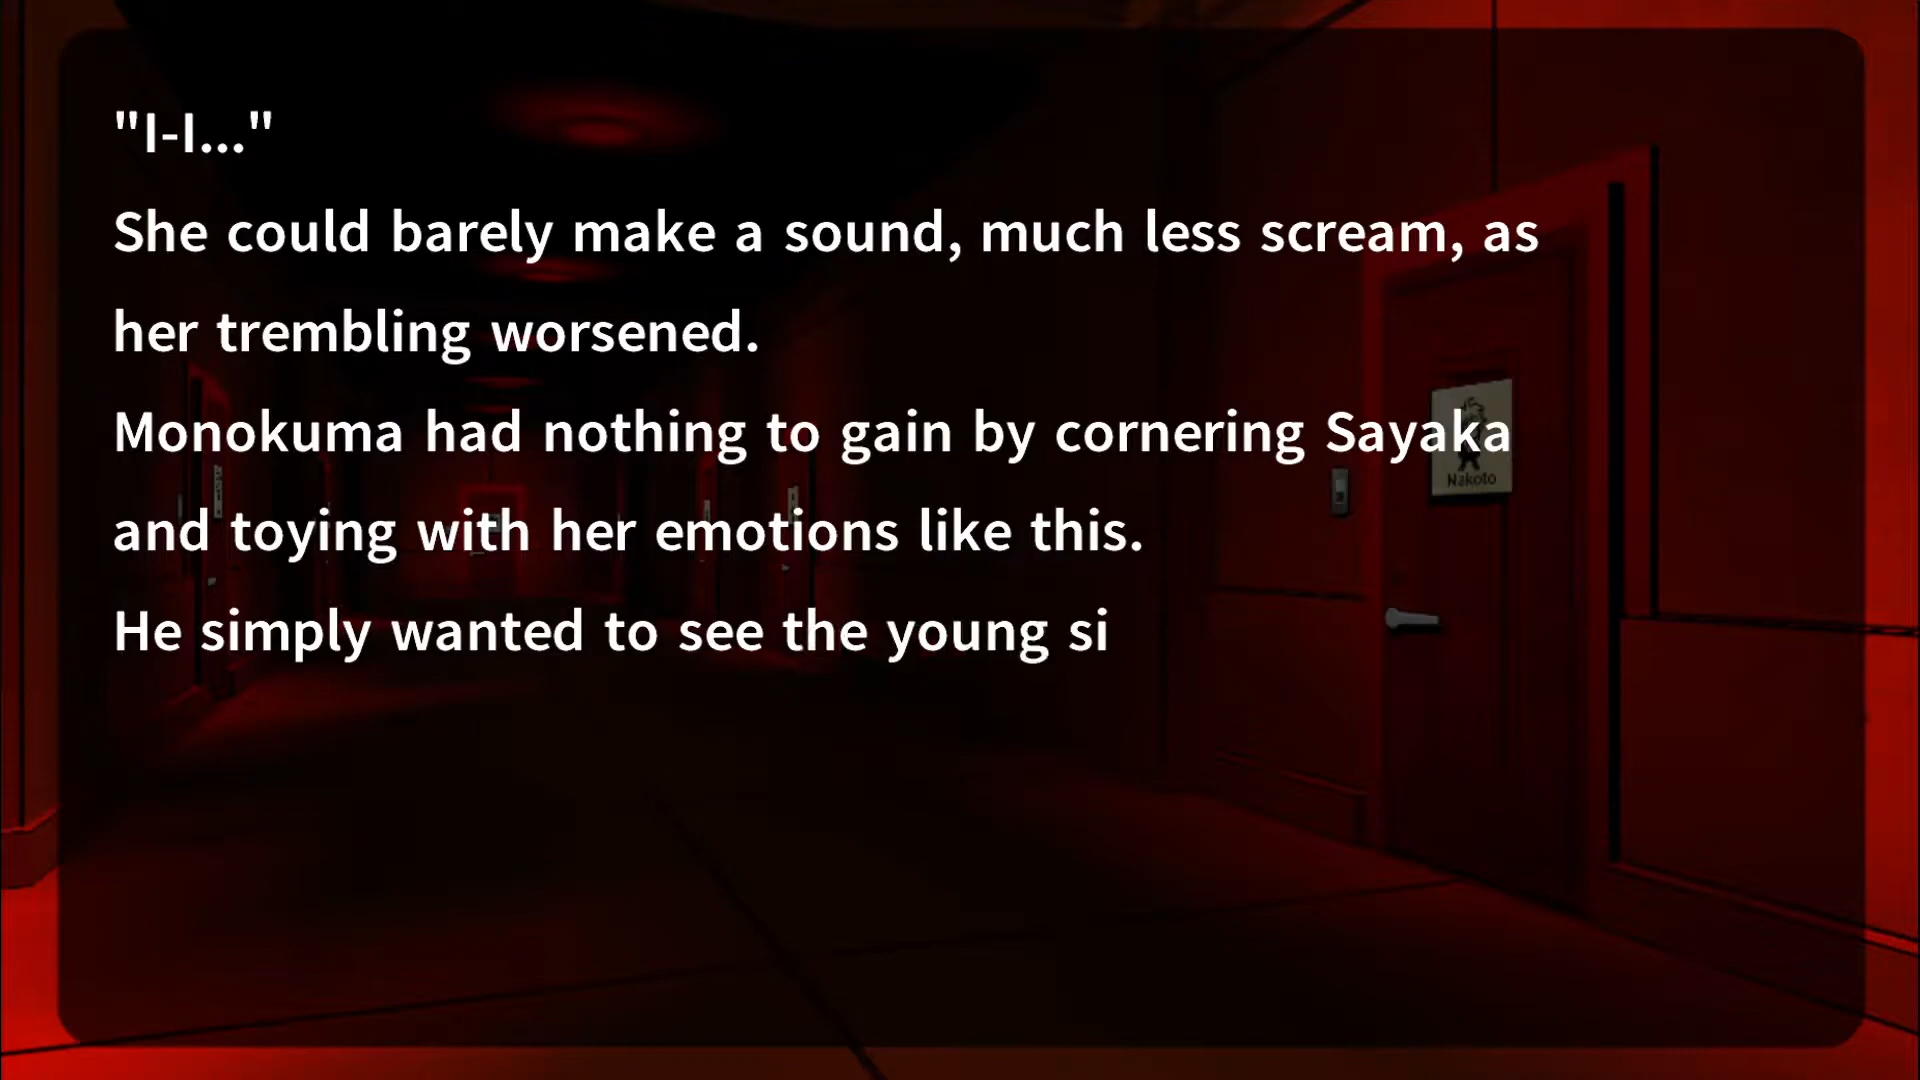 "I-I..."
She could barely make a sound, much less scream, as
her trembling worsened.
Monokuma had nothing to gain by cornering Sayaka
and toying with her emotions like this.
He simply wanted to see the young si
Nakoto